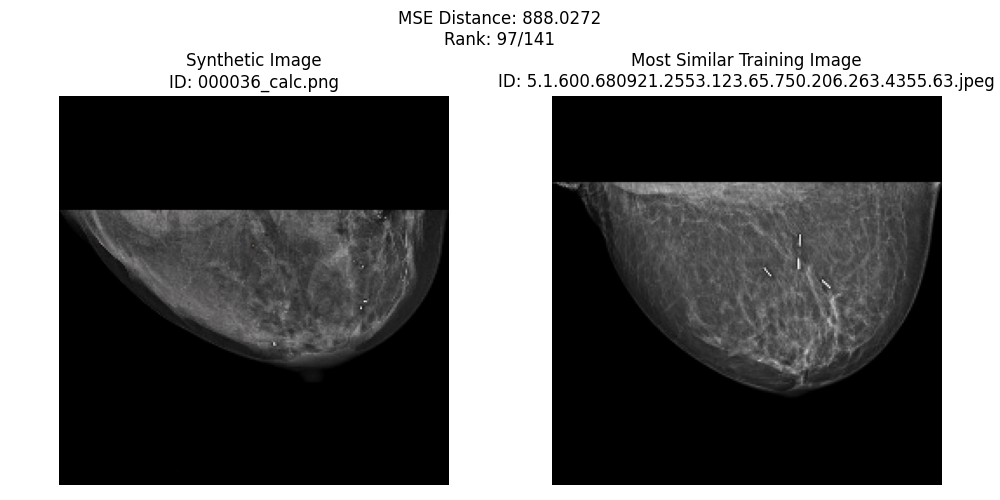 MSE Distance: 888.0272
Rank: 97/141
Synthetic Image
ID: 000036_calc.png
Most Similar Training Image
ID: 5.1.600.680921.2553.123.65.750.206.263.4355.63.jpeg